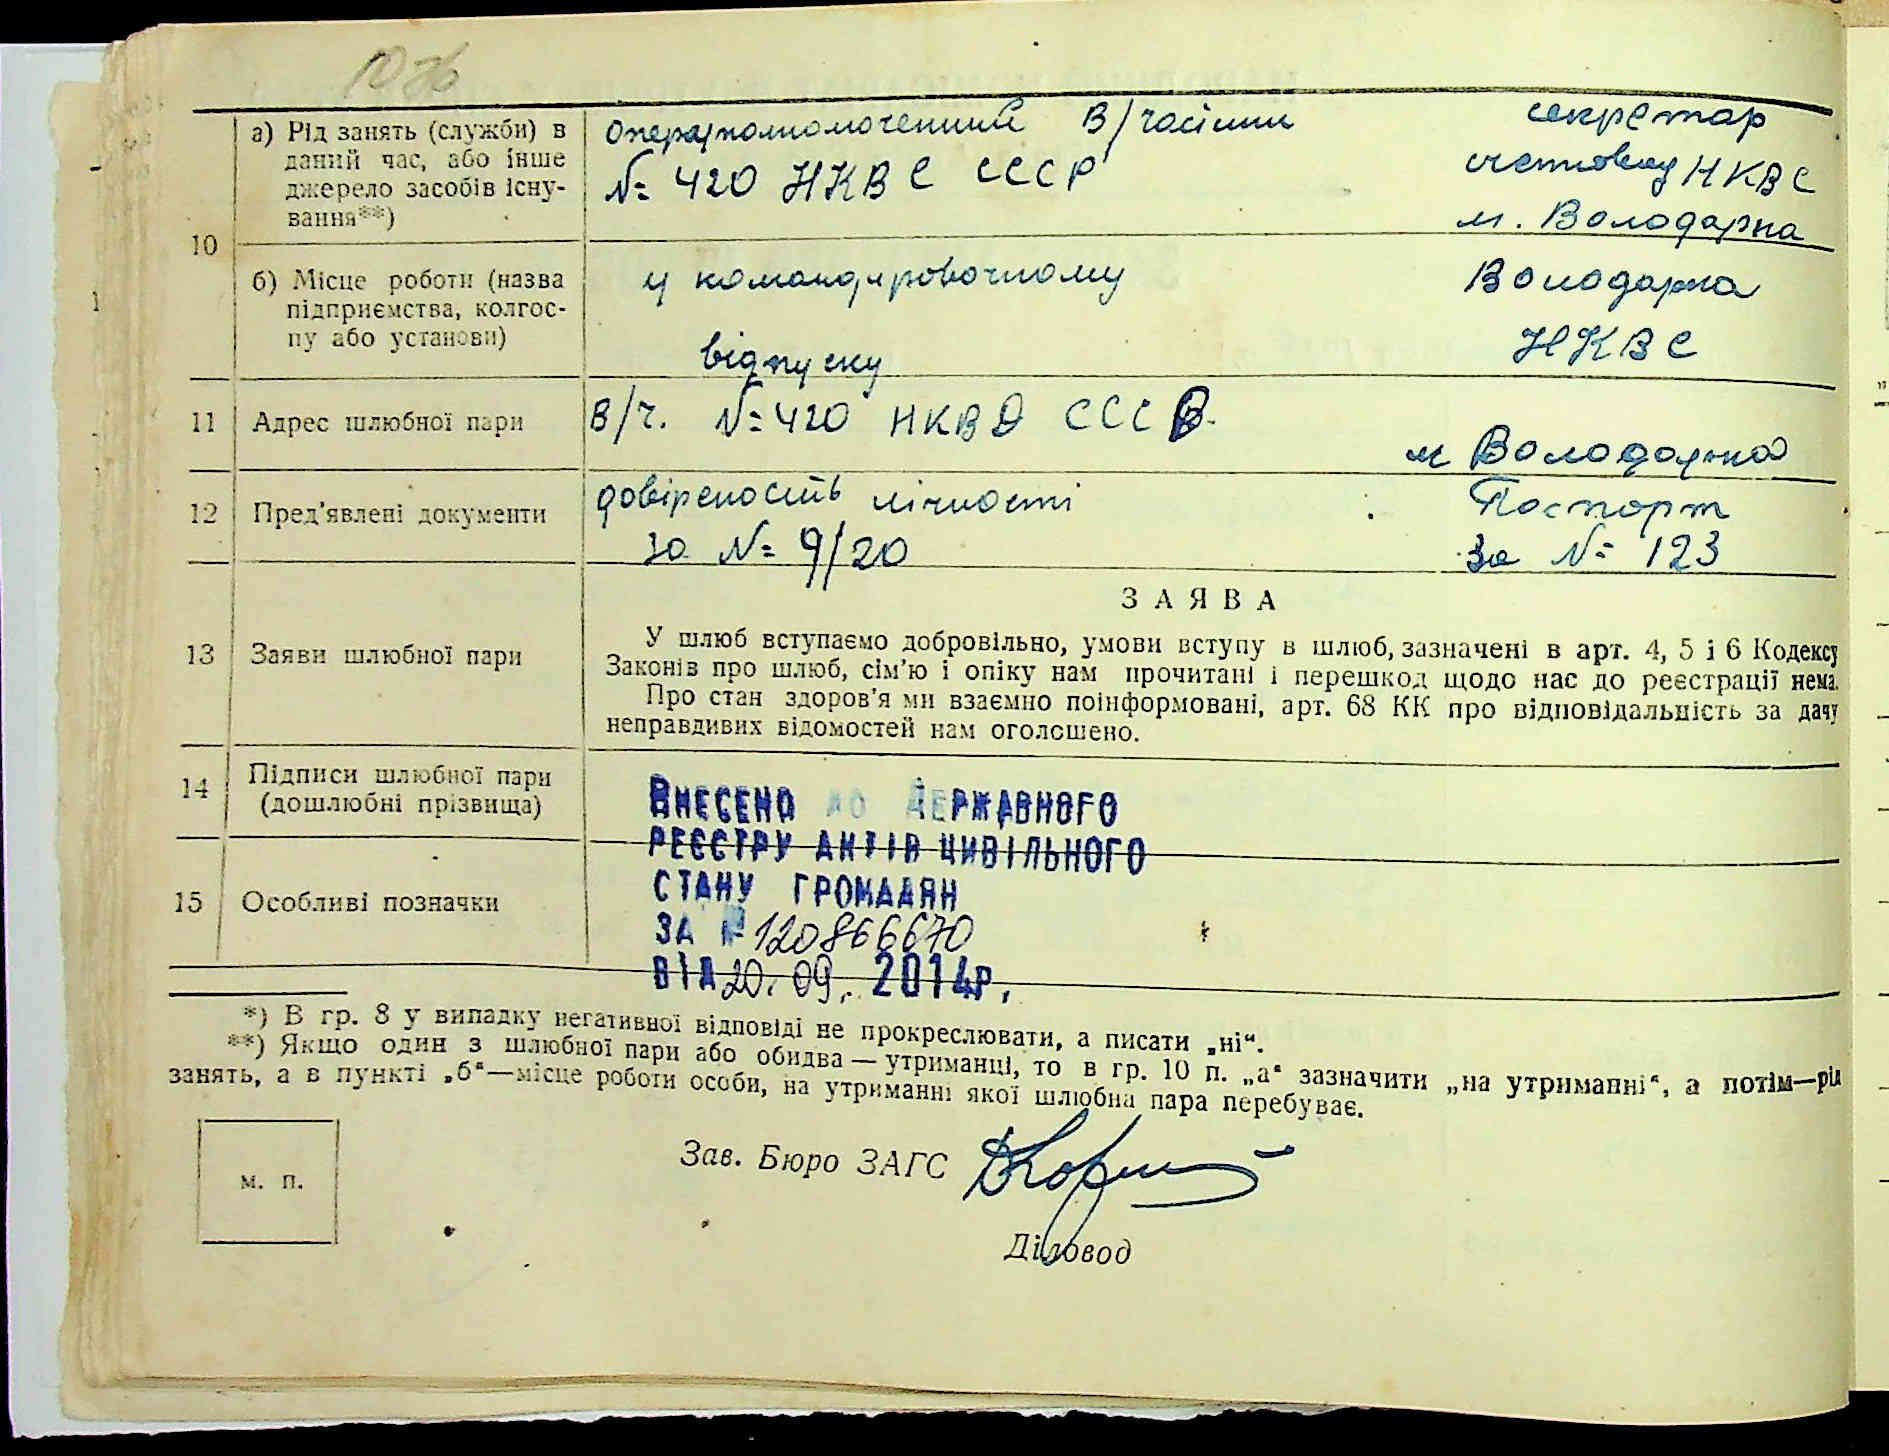 10 а) Рід занять (служби) в даний час, або інше джерело засобів існування**)
оперуполномоченний В/часіини
№ 420 НКВС СССР
секретар
НКВС
м. Володарка
б) Місце роботи (назва підприємства, колгоспу або установи)
у командировочному
відпуску
Володарка
НКВС
11 Адрес шлюбної пари
В/ч. № 420 НКВД СССР.
м Володарка
12 Пред'явлені документи
довіреность лічності
за № 9/20
Паспорт
за № 123
13 Заяви шлюбної пари
ЗАЯВА
У шлюб вступаємо добровільно, умови вступу в шлюб, зазначені в арт. 4, 5 і 6 Кодексу
Законів про шлюб, сім'ю і опіку нам прочитані і перешкод щодо нас до реєстрації нема.
Про стан здоров'я ми взаємно поінформовані, арт. 68 КК про відповідальність за дачу
неправдивих відомостей нам оголошено.
14 Підписи шлюбної пари
(дошлюбні прізвища)
15 Особливі позначки
ВНЕСЕНО ДО ДЕРЖАВНОГО
РЕЄСТРУ АКТІВ ЦИВІЛЬНОГО
СТАНУ ГРОМАДЯН
ЗА № 120866670
ВІД 20. 09. 2014р.
*) В гр. 8 у випадку негативної відповіді не прокреслювати, а писати „ні“.
**) Якщо один з шлюбної пари або обидва — утриманці, то в гр. 10 п. „а“ зазначити „на утриманні“, а потім—рід
занять, а в пункті „б“—місце роботи особи, на утриманні якої шлюбна пара перебуває.
Зав. Бюро ЗАГС
м. п.
Діловод